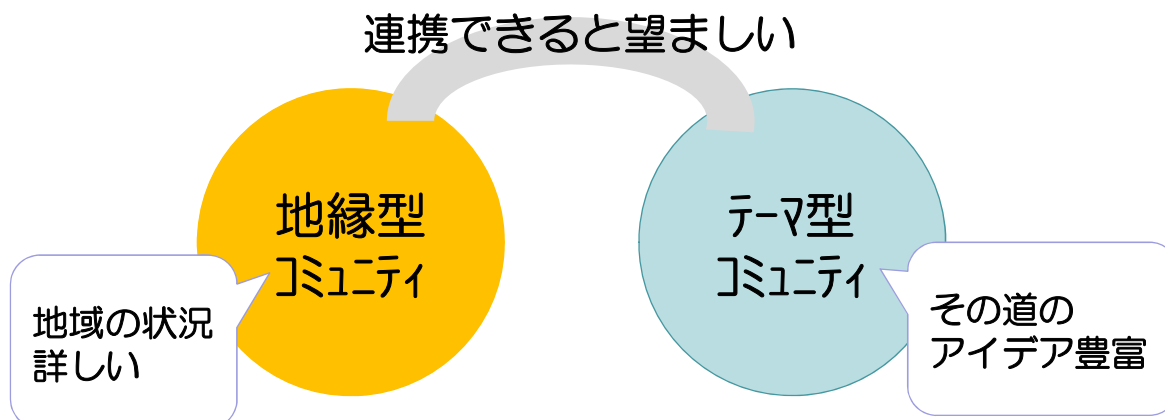 連携できると望ましい
地縁型
コミュニティ
テーマ型
コミュニティ
地域の状況
詳しい
その道の
アイデア豊富